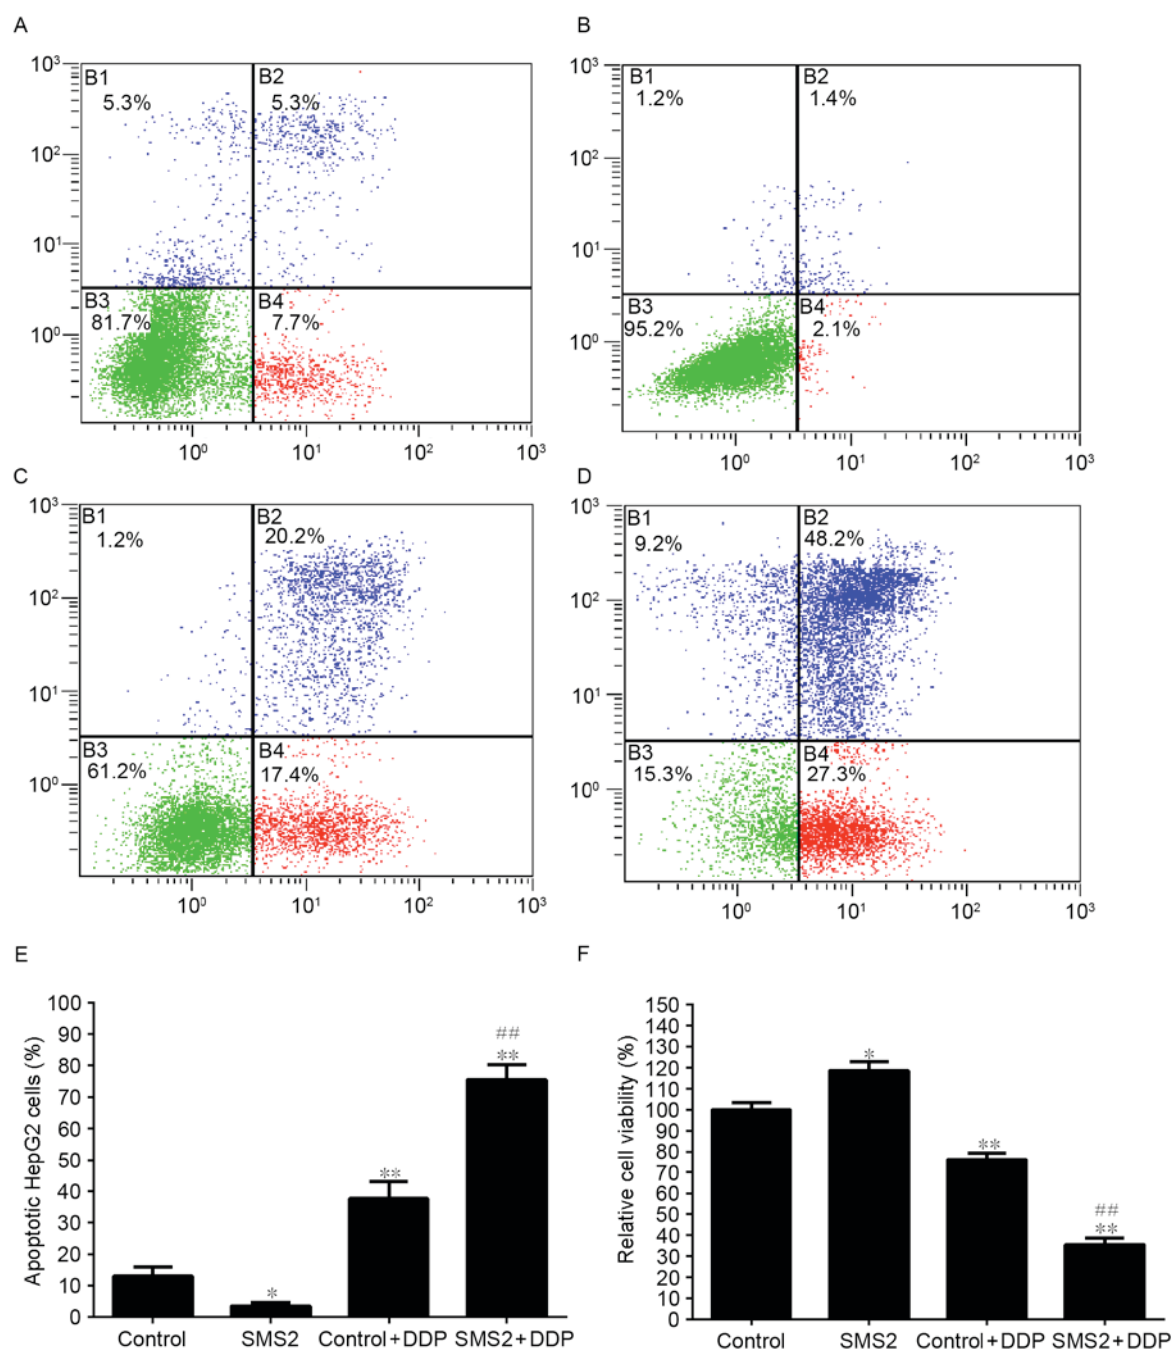 A
B
10³
10²
10¹
10⁰
B1
5.3%
B2
5.3%
B3
81.7%
B4
7.7%
10⁰
10¹
10²
10³
10³
10²
10¹
10⁰
B1
1.2%
B2
1.4%
B3
95.2%
B4
2.1%
10⁰
10¹
10²
10³
C
D
10³
10²
10¹
10⁰
B1
1.2%
B2
20.2%
B3
61.2%
B4
17.4%
10⁰
10¹
10²
10³
10³
10²
10¹
10⁰
B1
9.2%
B2
48.2%
B3
15.3%
B4
27.3%
10⁰
10¹
10²
10³
E
Apoptotic HepG2 cells (%)
100
90
80
70
60
50
40
30
20
10
0
*
**
##
**
Control
SMS2
Control+DDP
SMS2+DDP
F
Relative cell viability (%)
150
140
130
120
110
100
90
80
70
60
50
40
30
20
10
0
*
**
##
**
Control
SMS2
Control+DDP
SMS2+DDP